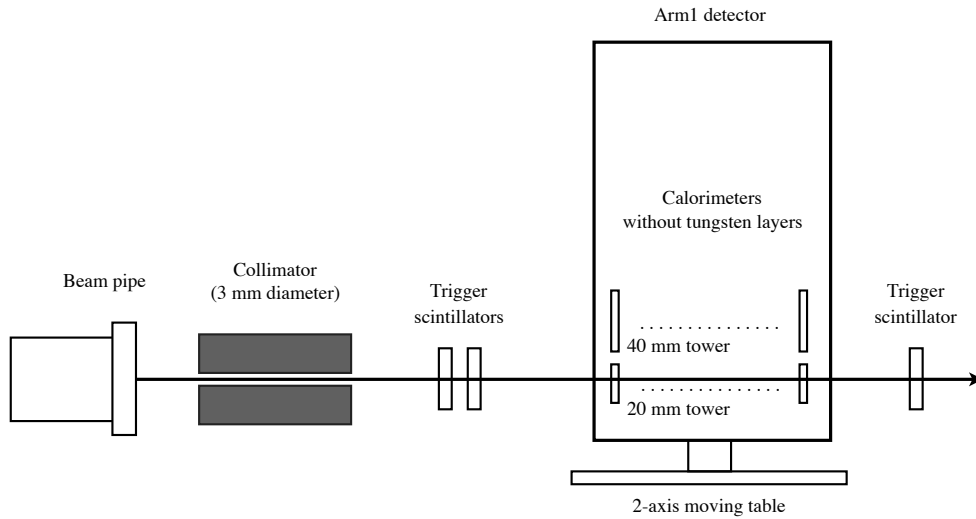 Arm1 detector
Calorimeters
without tungsten layers
Beam pipe
Collimator
(3 mm diameter)
Trigger
scintillators
Trigger
scintillator
40 mm tower
20 mm tower
2-axis moving table